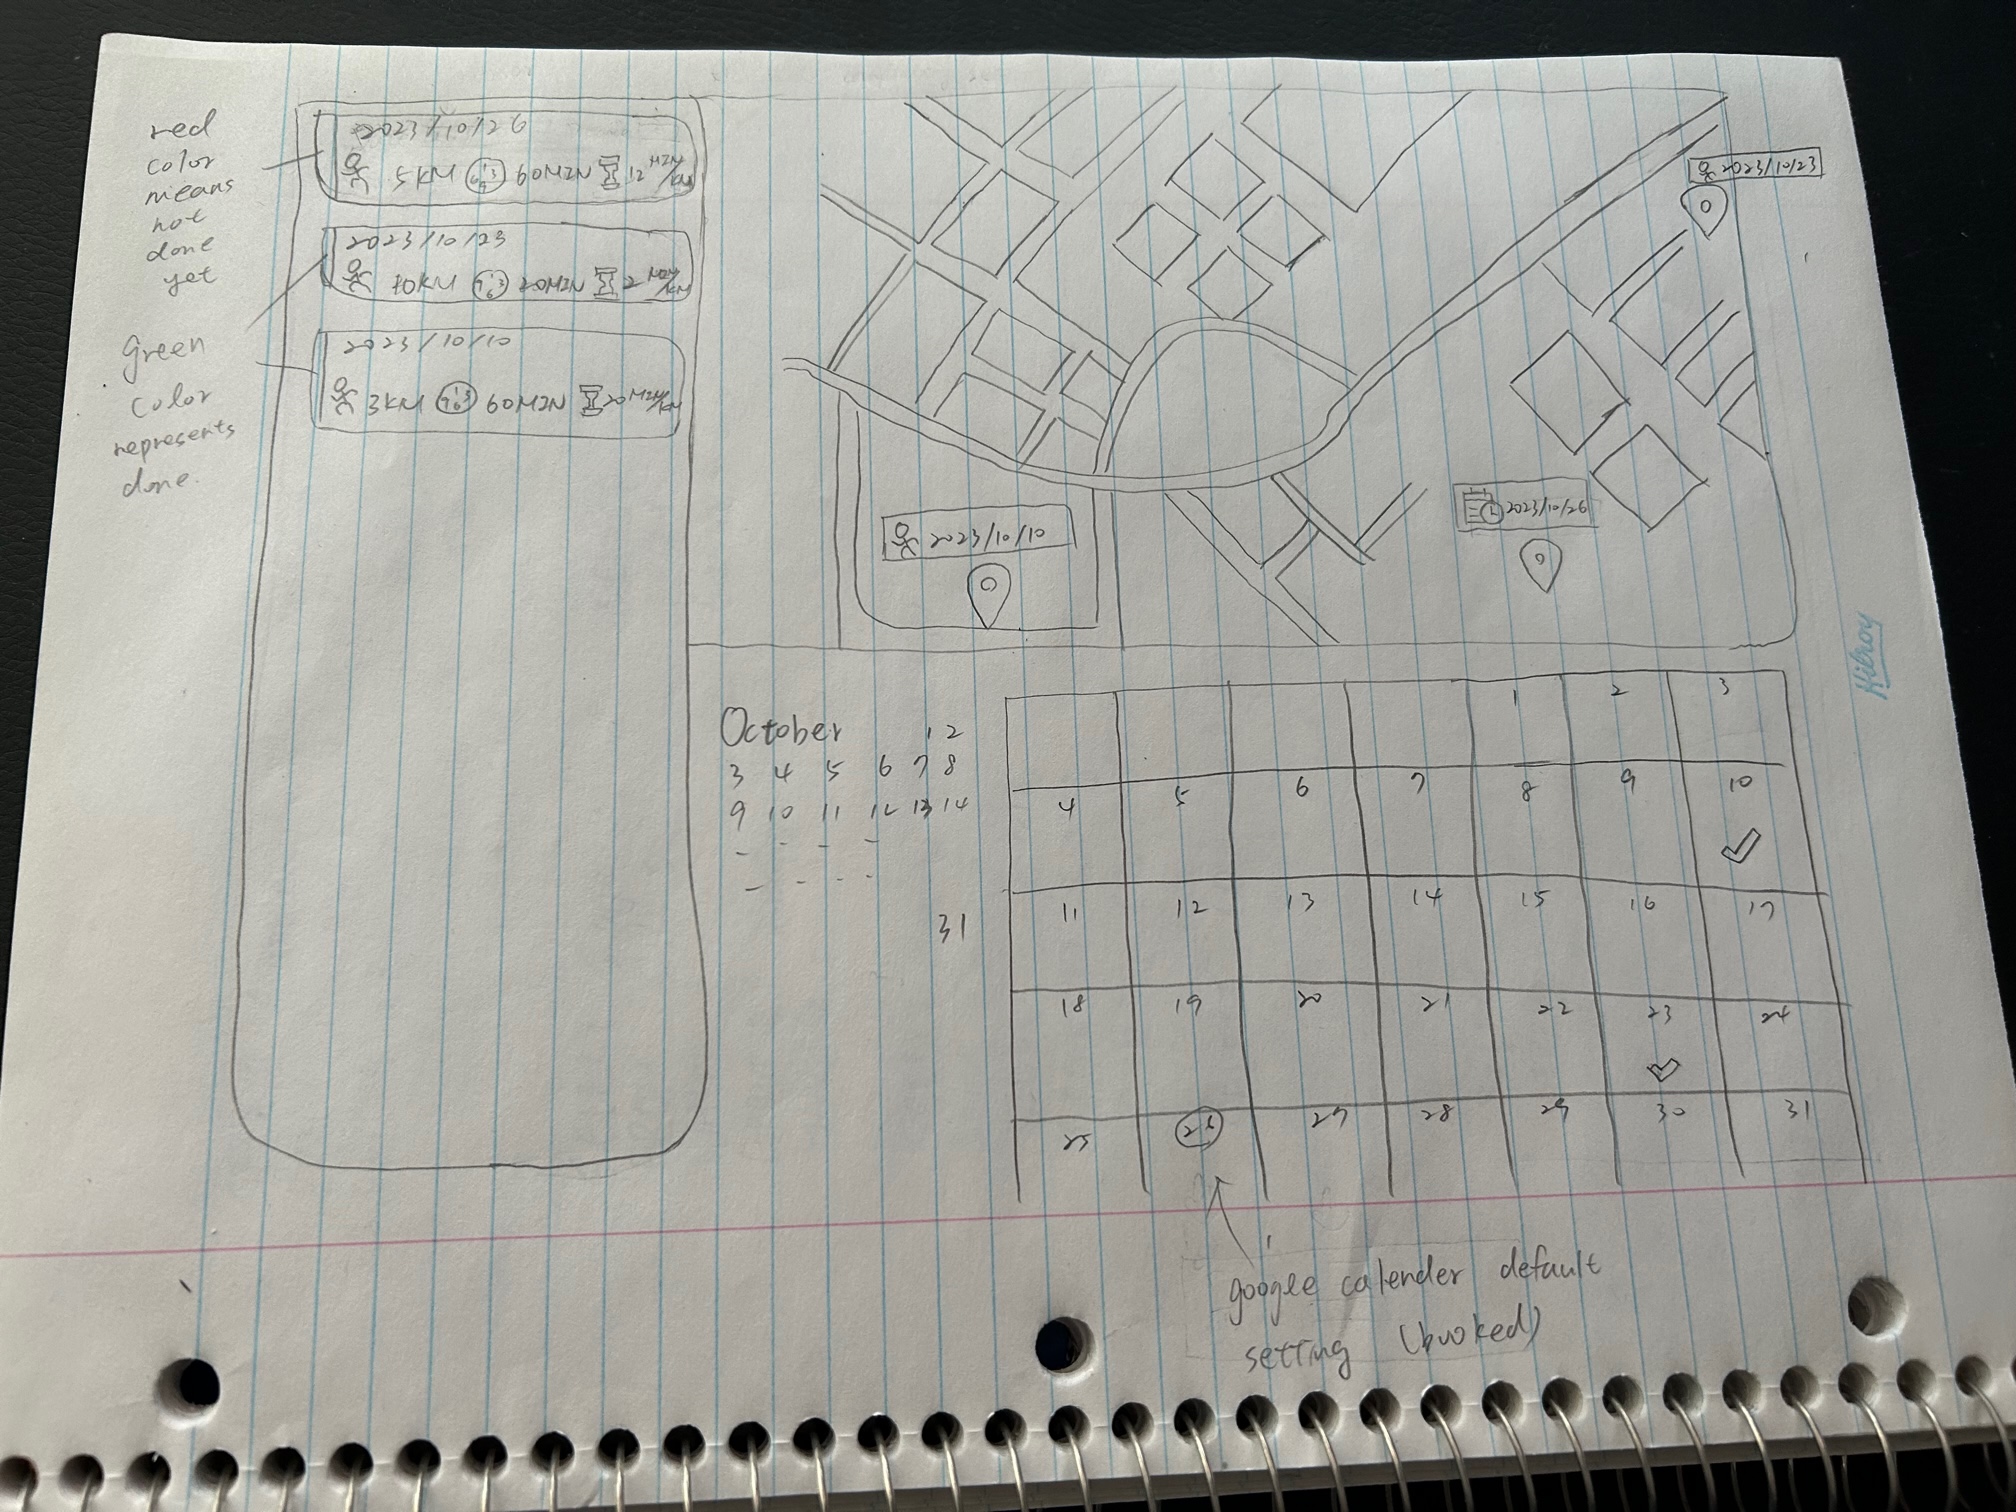 red
color
means
not
done
yet
Green
color
represents
done.
2023/10/26
5KM 60MIN 12 MIN/KM
2023/10/23
10KM 20MIN 2 MIN/KM
2023/10/10
3KM 60MIN 20 MIN/KM
2023/10/23
2023/10/26
2023/10/10
Hilroy
October 1 2
3 4 5 6 7 8
9 10 11 12 13 14
31
1 2 3
4 5 6 7 8 9 10
11 12 13 14 15 16 17
18 19 20 21 22 23 24
25 26 27 28 29 30 31
google calender default
setting (booked)